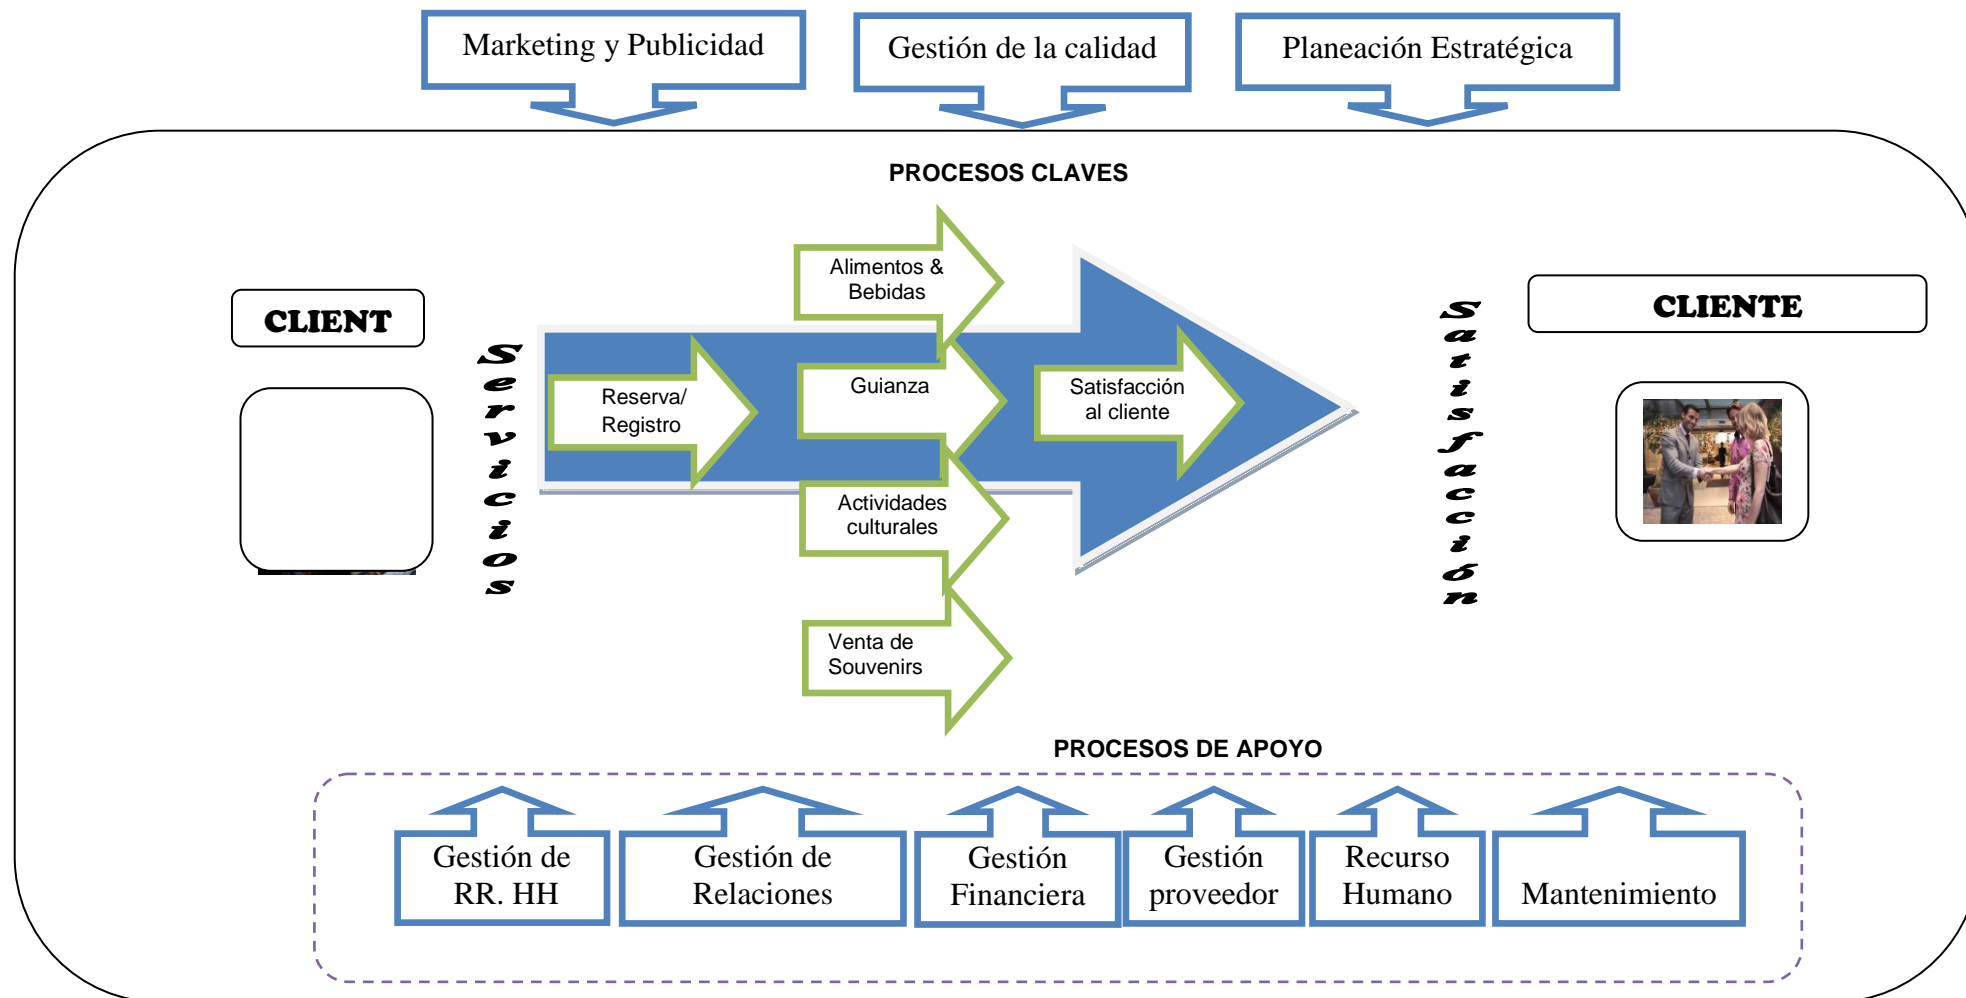 Marketing y Publicidad
Gestión de la calidad
Planeación Estratégica
PROCESOS CLAVES
CLIENT
Servicios
Reserva/
Registro
Alimentos &
Bebidas
Guianza
Actividades
culturales
Venta de
Souvenirs
Satisfacción
al cliente
Satisfacción
CLIENTE
PROCESOS DE APOYO
Gestión de
RR. HH
Gestión de
Relaciones
Gestión
Financiera
Gestión
proveedor
Recurso
Humano
Mantenimiento